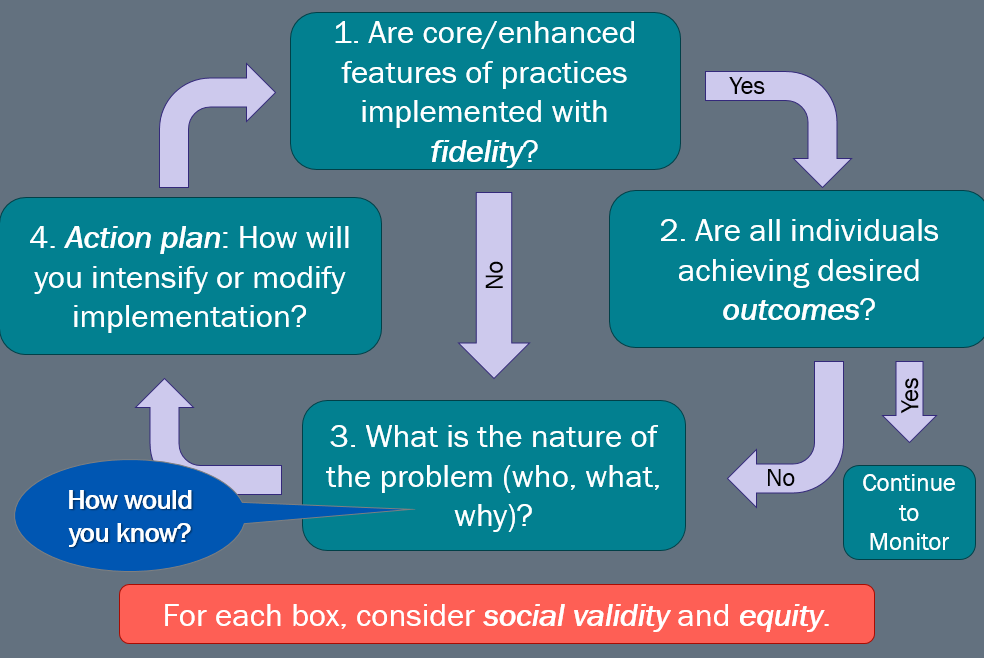 1. Are core/enhanced
features of practices
implemented with
fidelity?
Yes
4. Action plan: How will
you intensify or modify
implementation?
No
2. Are all individuals
achieving desired
outcomes?
Yes
No
3. What is the nature of
the problem (who, what,
why)?
How would
you know?
Continue
to
Monitor
For each box, consider social validity and equity.